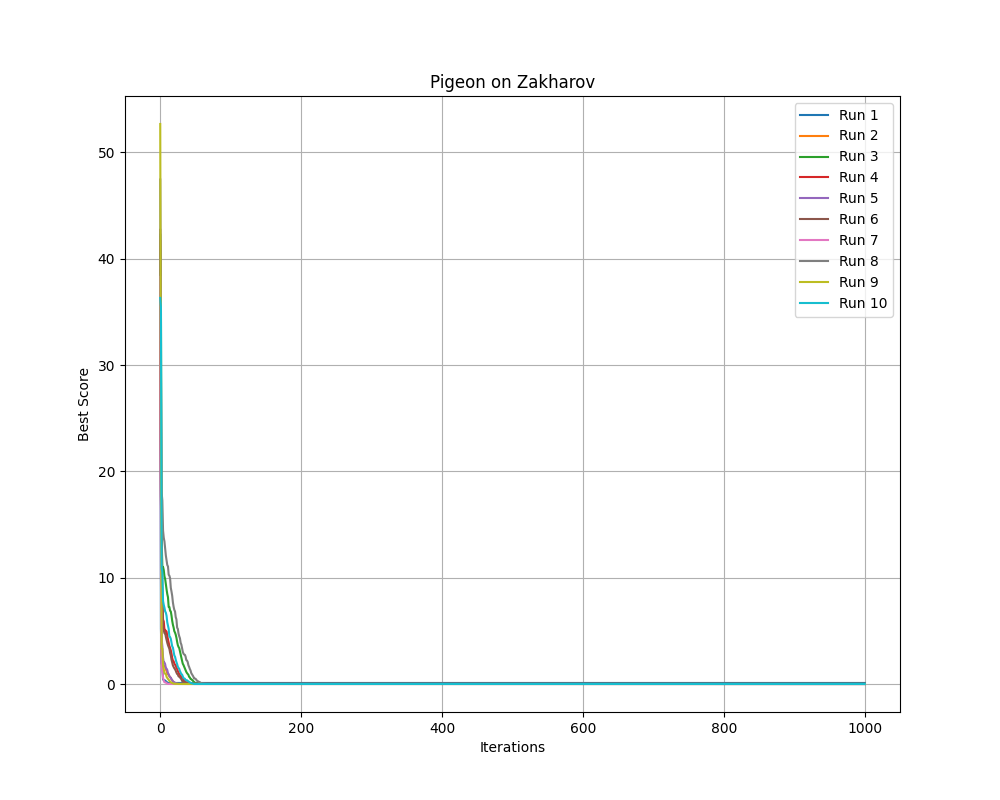 Pigeon on Zakharov
Run 1
Run 2
Run 3
Run 4
Run 5
Run 6
Run 7
Run 8
Run 9
Run 10
50
40
30
20
10
0
Best Score
0 200 400 600 800 1000
Iterations